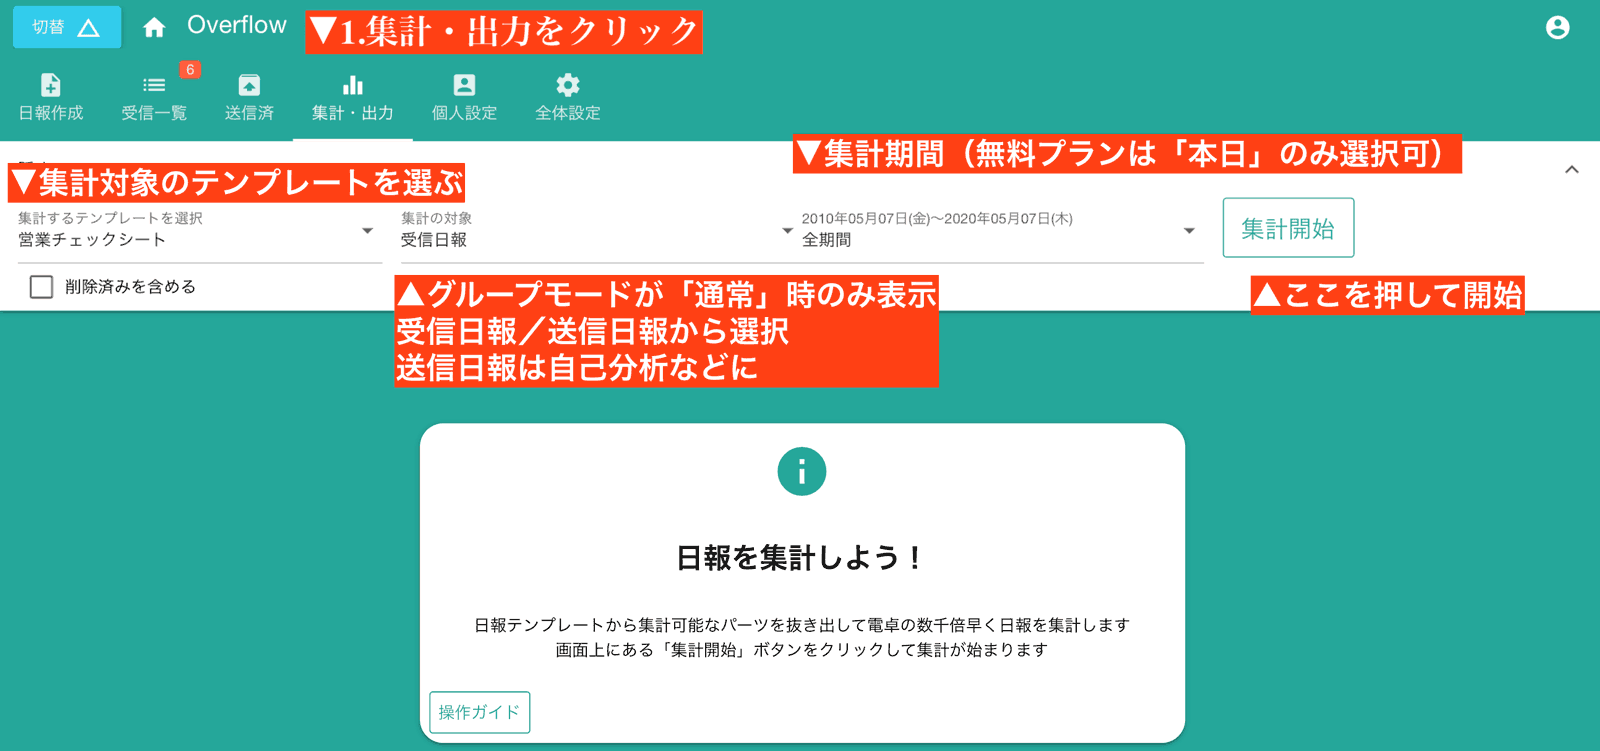 切替
Overflow
▼1.集計・出力をクリック
6
日報作成
受信一覧
送信済
集計・出力
個人設定
全体設定
▼集計期間（無料プランは「本日」のみ選択可）
▼集計対象のテンプレートを選ぶ
集計するテンプレートを選択
営業チェックシート
集計の対象
受信日報
2010年05月07日(金)〜2020年05月07日(木)
全期間
集計開始
削除済みを含める
▲グループモードが「通常」時のみ表示
受信日報／送信日報から選択
送信日報は自己分析などに
▲ここを押して開始
日報を集計しよう！
日報テンプレートから集計可能なパーツを抜き出して電卓の数千倍早く日報を集計します
画面上にある「集計開始」ボタンをクリックして集計が始まります
操作ガイド